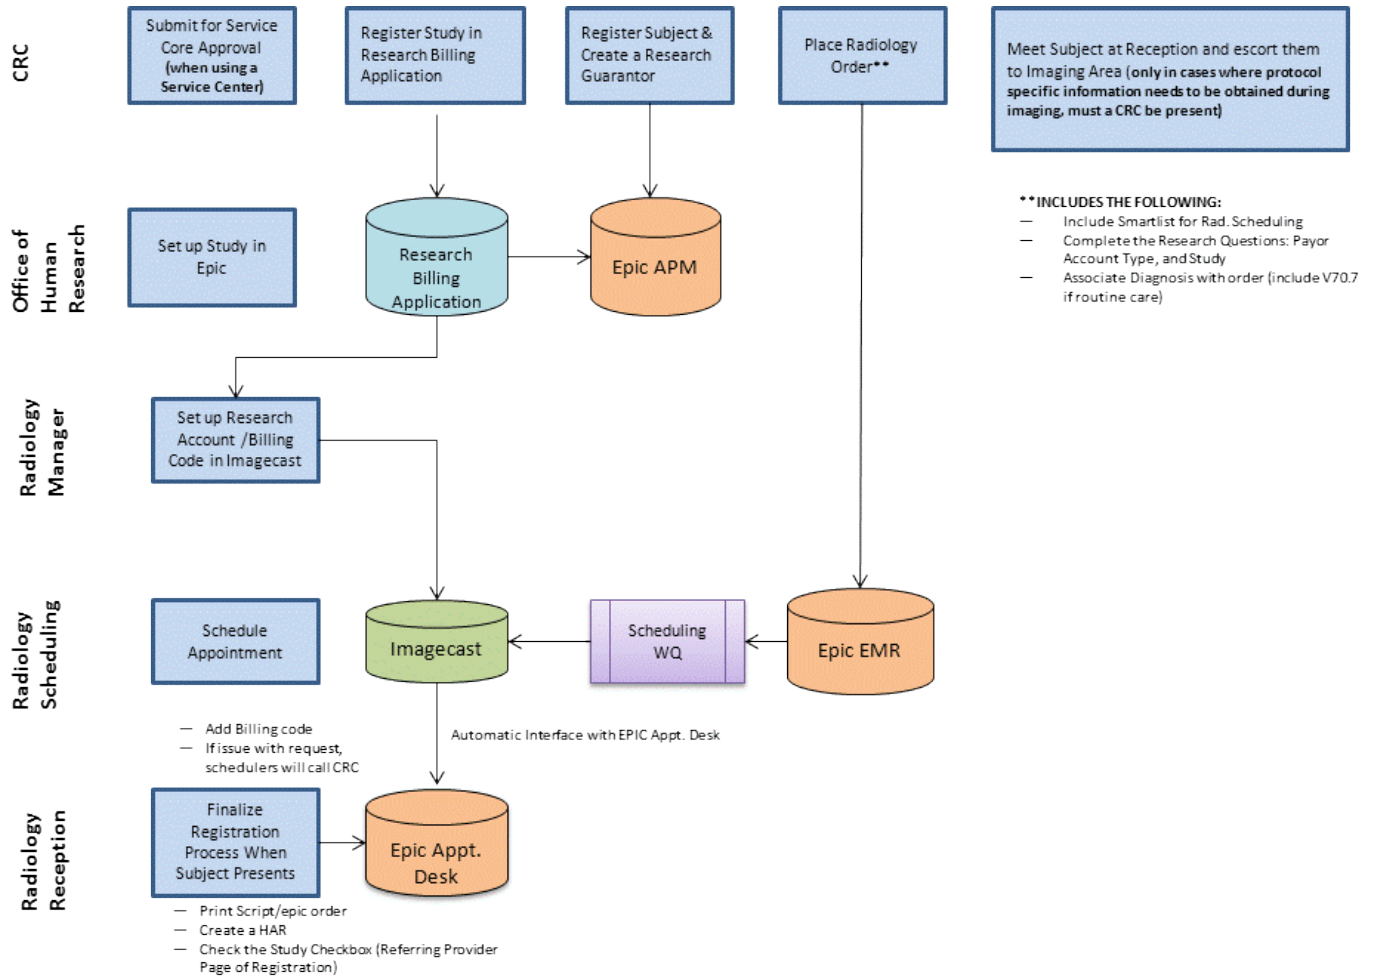 CRC
Submit for Service
Core Approval
(when using a
Service Center)
Register Study in
Research Billing
Application
Register Subject &
Create a Research
Guarantor
Place Radiology
Order**
Meet Subject at Reception and escort them
to Imaging Area (only in cases where protocol
specific information needs to be obtained during
imaging, must a CRC be present)
Office of
Human
Research
Set up Study in
Epic
Research
Billing
Application
Epic APM
**INCLUDES THE FOLLOWING:
— Include Smartlist for Rad. Scheduling
— Complete the Research Questions: Payor
Account Type, and Study
— Associate Diagnosis with order (include V70.7
if routine care)
Radiology
Manager
Set up Research
Account /Billing
Code in Imagecast
Radiology
Scheduling
Schedule
Appointment
Imagecast
Scheduling
WQ
Epic EMR
— Add Billing code
— If issue with request,
schedulers will call CRC
Automatic Interface with EPIC Appt. Desk
Radiology
Reception
Finalize
Registration
Process When
Subject Presents
Epic Appt.
Desk
— Print Script/epic order
— Create a HAR
— Check the Study Checkbox (Referring Provider
Page of Registration)